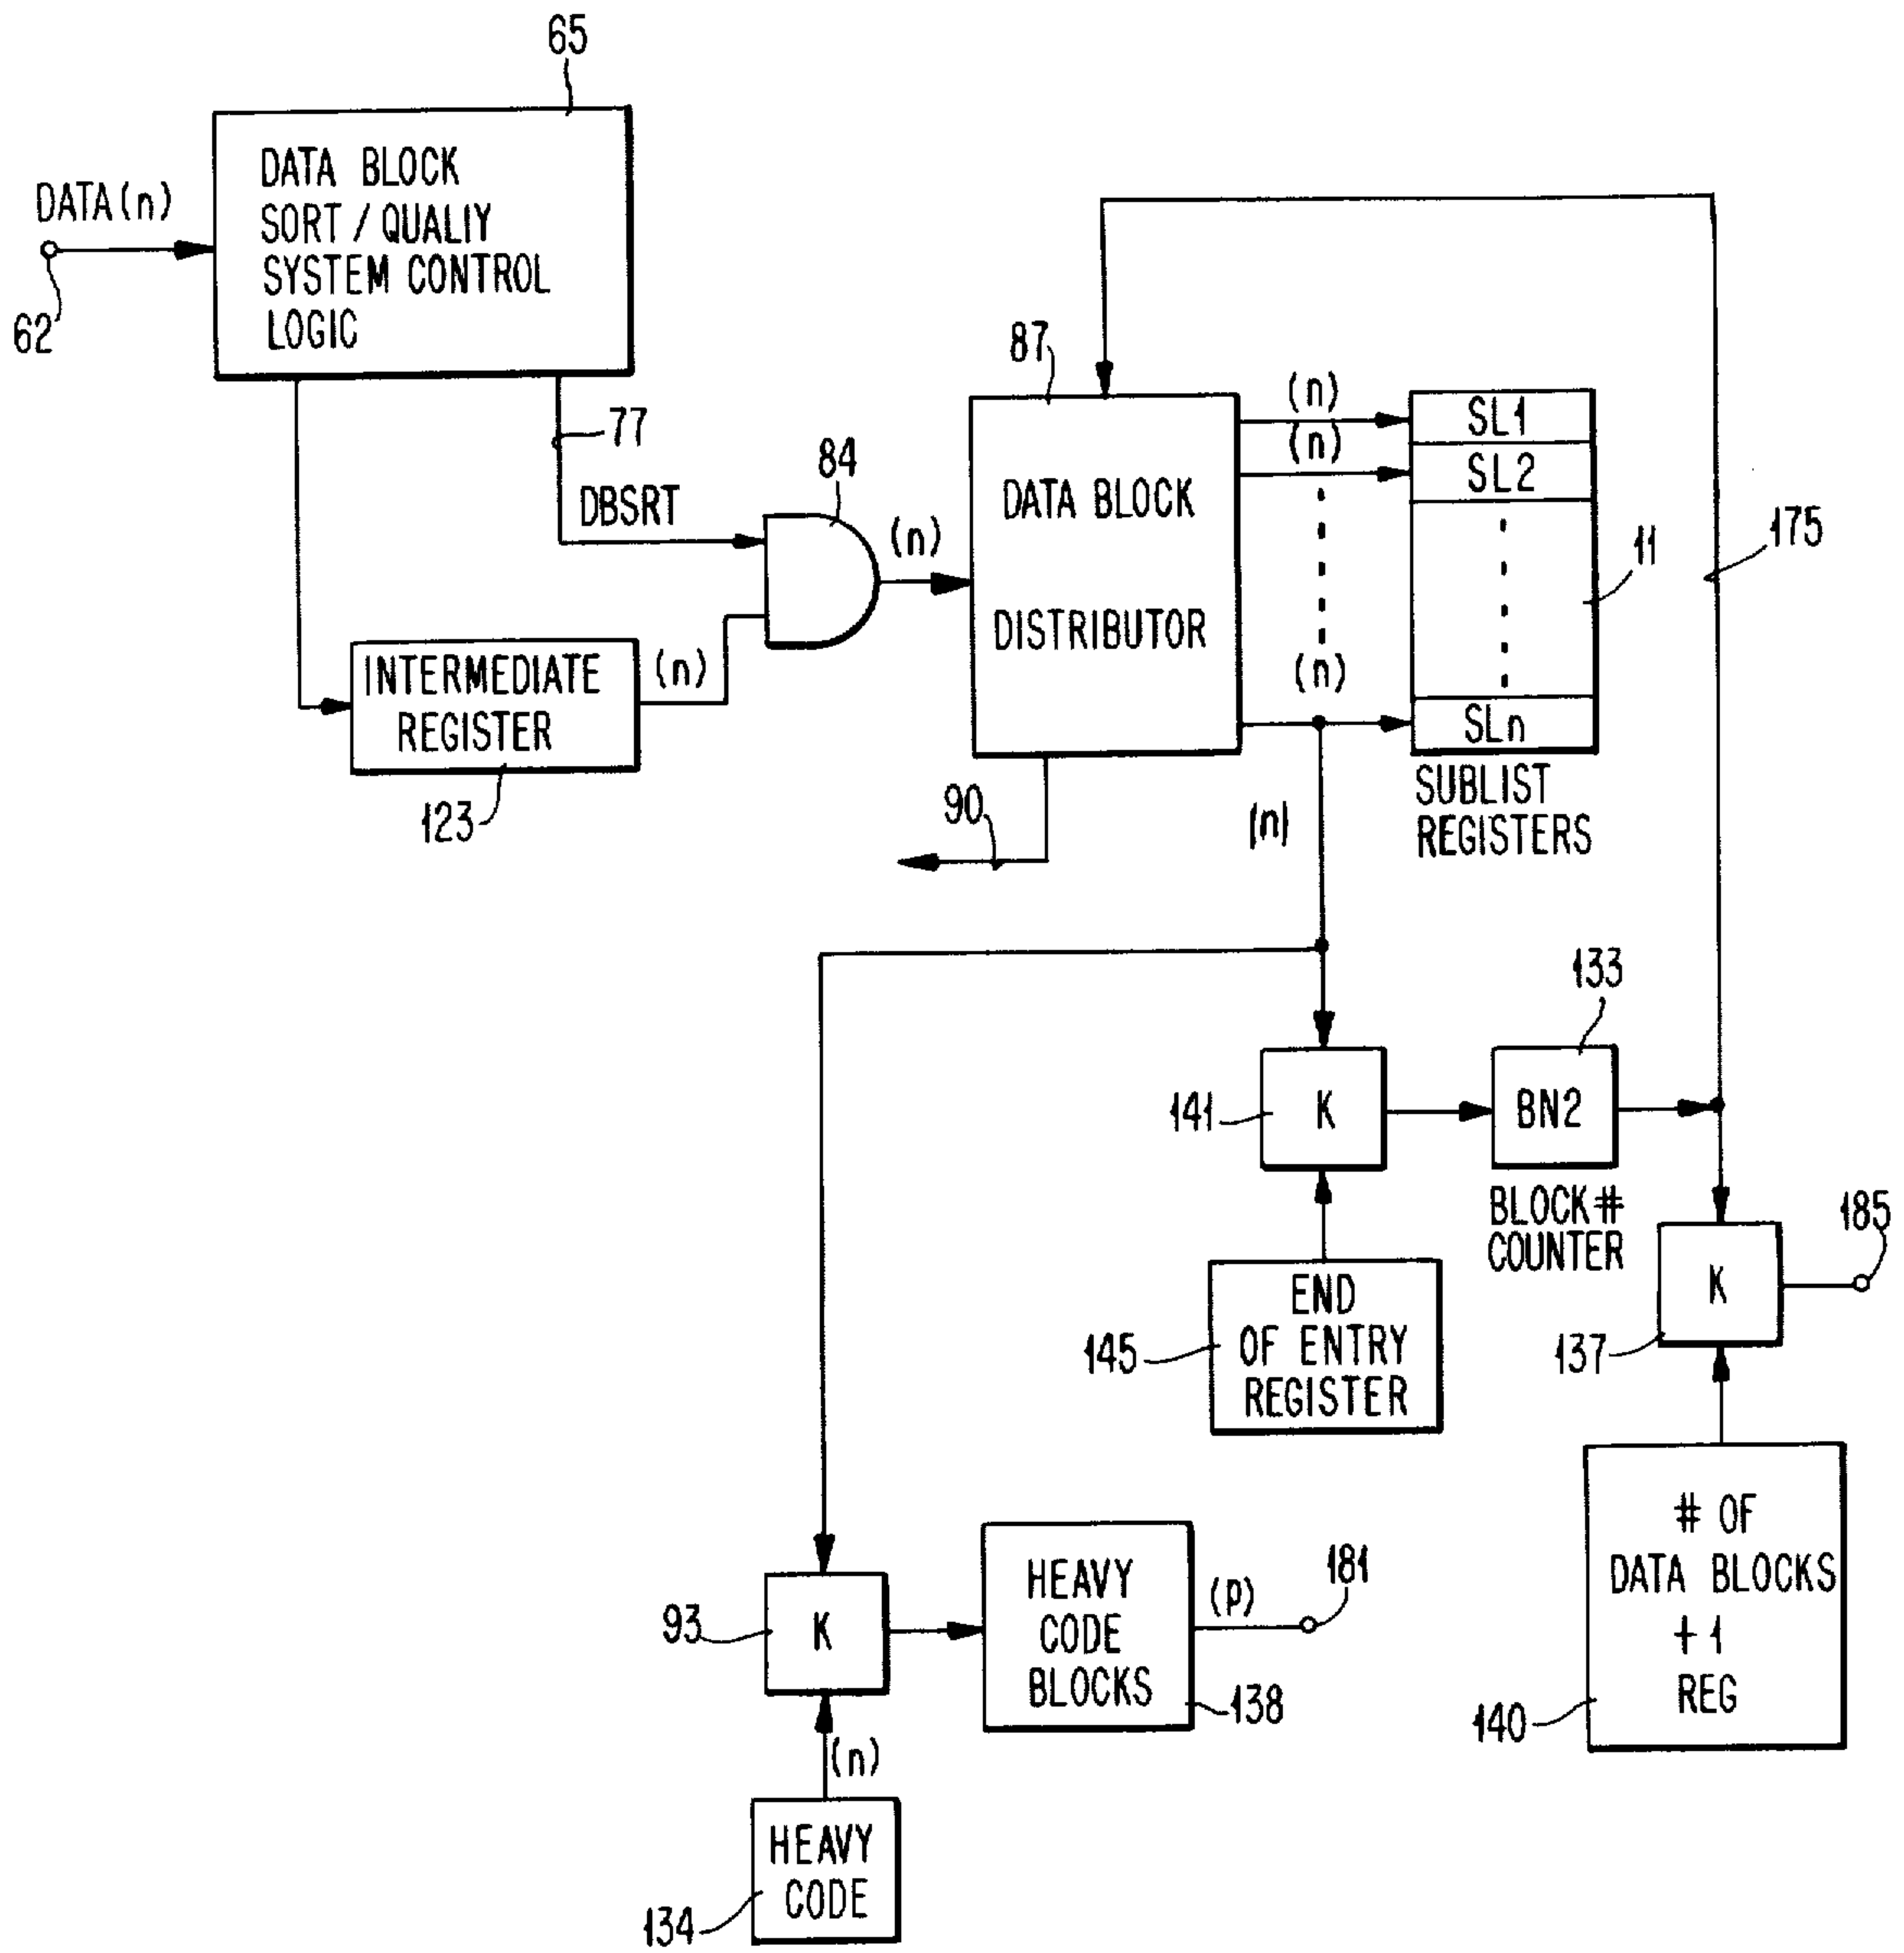 65
DATA (n)
62
DATA BLOCK
SORT / QUALIY
SYSTEM CONTROL
LOGIC
77
DBSRT
84
(n)
INTERMEDIATE
REGISTER
(n)
123
87
DATA BLOCK
DISTRIBUTOR
90
(n)
(n)
(n)
SL1
SL2
SLn
SUBLIST
REGISTERS
11
175
(n)
141
K
133
BN2
BLOCK #
COUNTER
145
END
OF ENTRY
REGISTER
K
137
185
# OF
DATA BLOCKS
+ 1
REG
140
93
K
HEAVY
CODE
BLOCKS
138
(p)
181
(n)
HEAVY
CODE
134